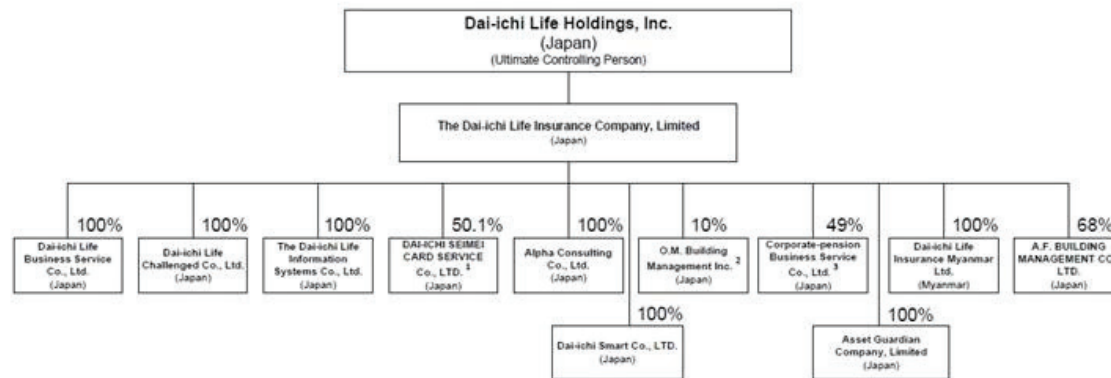 Dai-ichi Life Holdings, Inc.
(Japan)
(Ultimate Controlling Person)
The Dai-ichi Life Insurance Company, Limited
(Japan)
100%
Dai-ichi Life
Business Service
Co., Ltd.
(Japan)
100%
Dai-ichi Life
Challenged Co., Ltd.
(Japan)
100%
The Dai-ichi Life
Information
Systems Co., Ltd.
(Japan)
50.1%
DAI-ICHI SEIMEI
CARD SERVICE
Co., LTD. 1
(Japan)
100%
Alpha Consulting
Co., Ltd.
(Japan)
10%
O.M. Building
Management Inc. 2
(Japan)
49%
Corporate-pension
Business Service
Co., Ltd. 3
(Japan)
100%
Dai-ichi Life
Insurance Myanmar
Ltd.
(Myanmar)
68%
A.F. BUILDING
MANAGEMENT CO
LTD.
(Japan)
100%
Dai-ichi Smart Co., LTD.
(Japan)
100%
Asset Guardian
Company, Limited
(Japan)